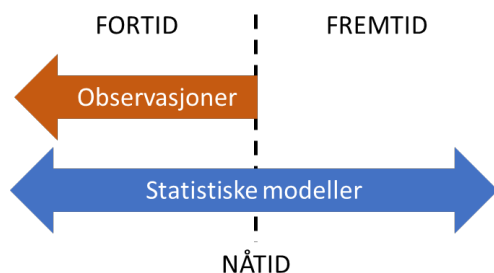 FORTID
FREMTID
Observasjoner
Statistiske modeller
NÅTID